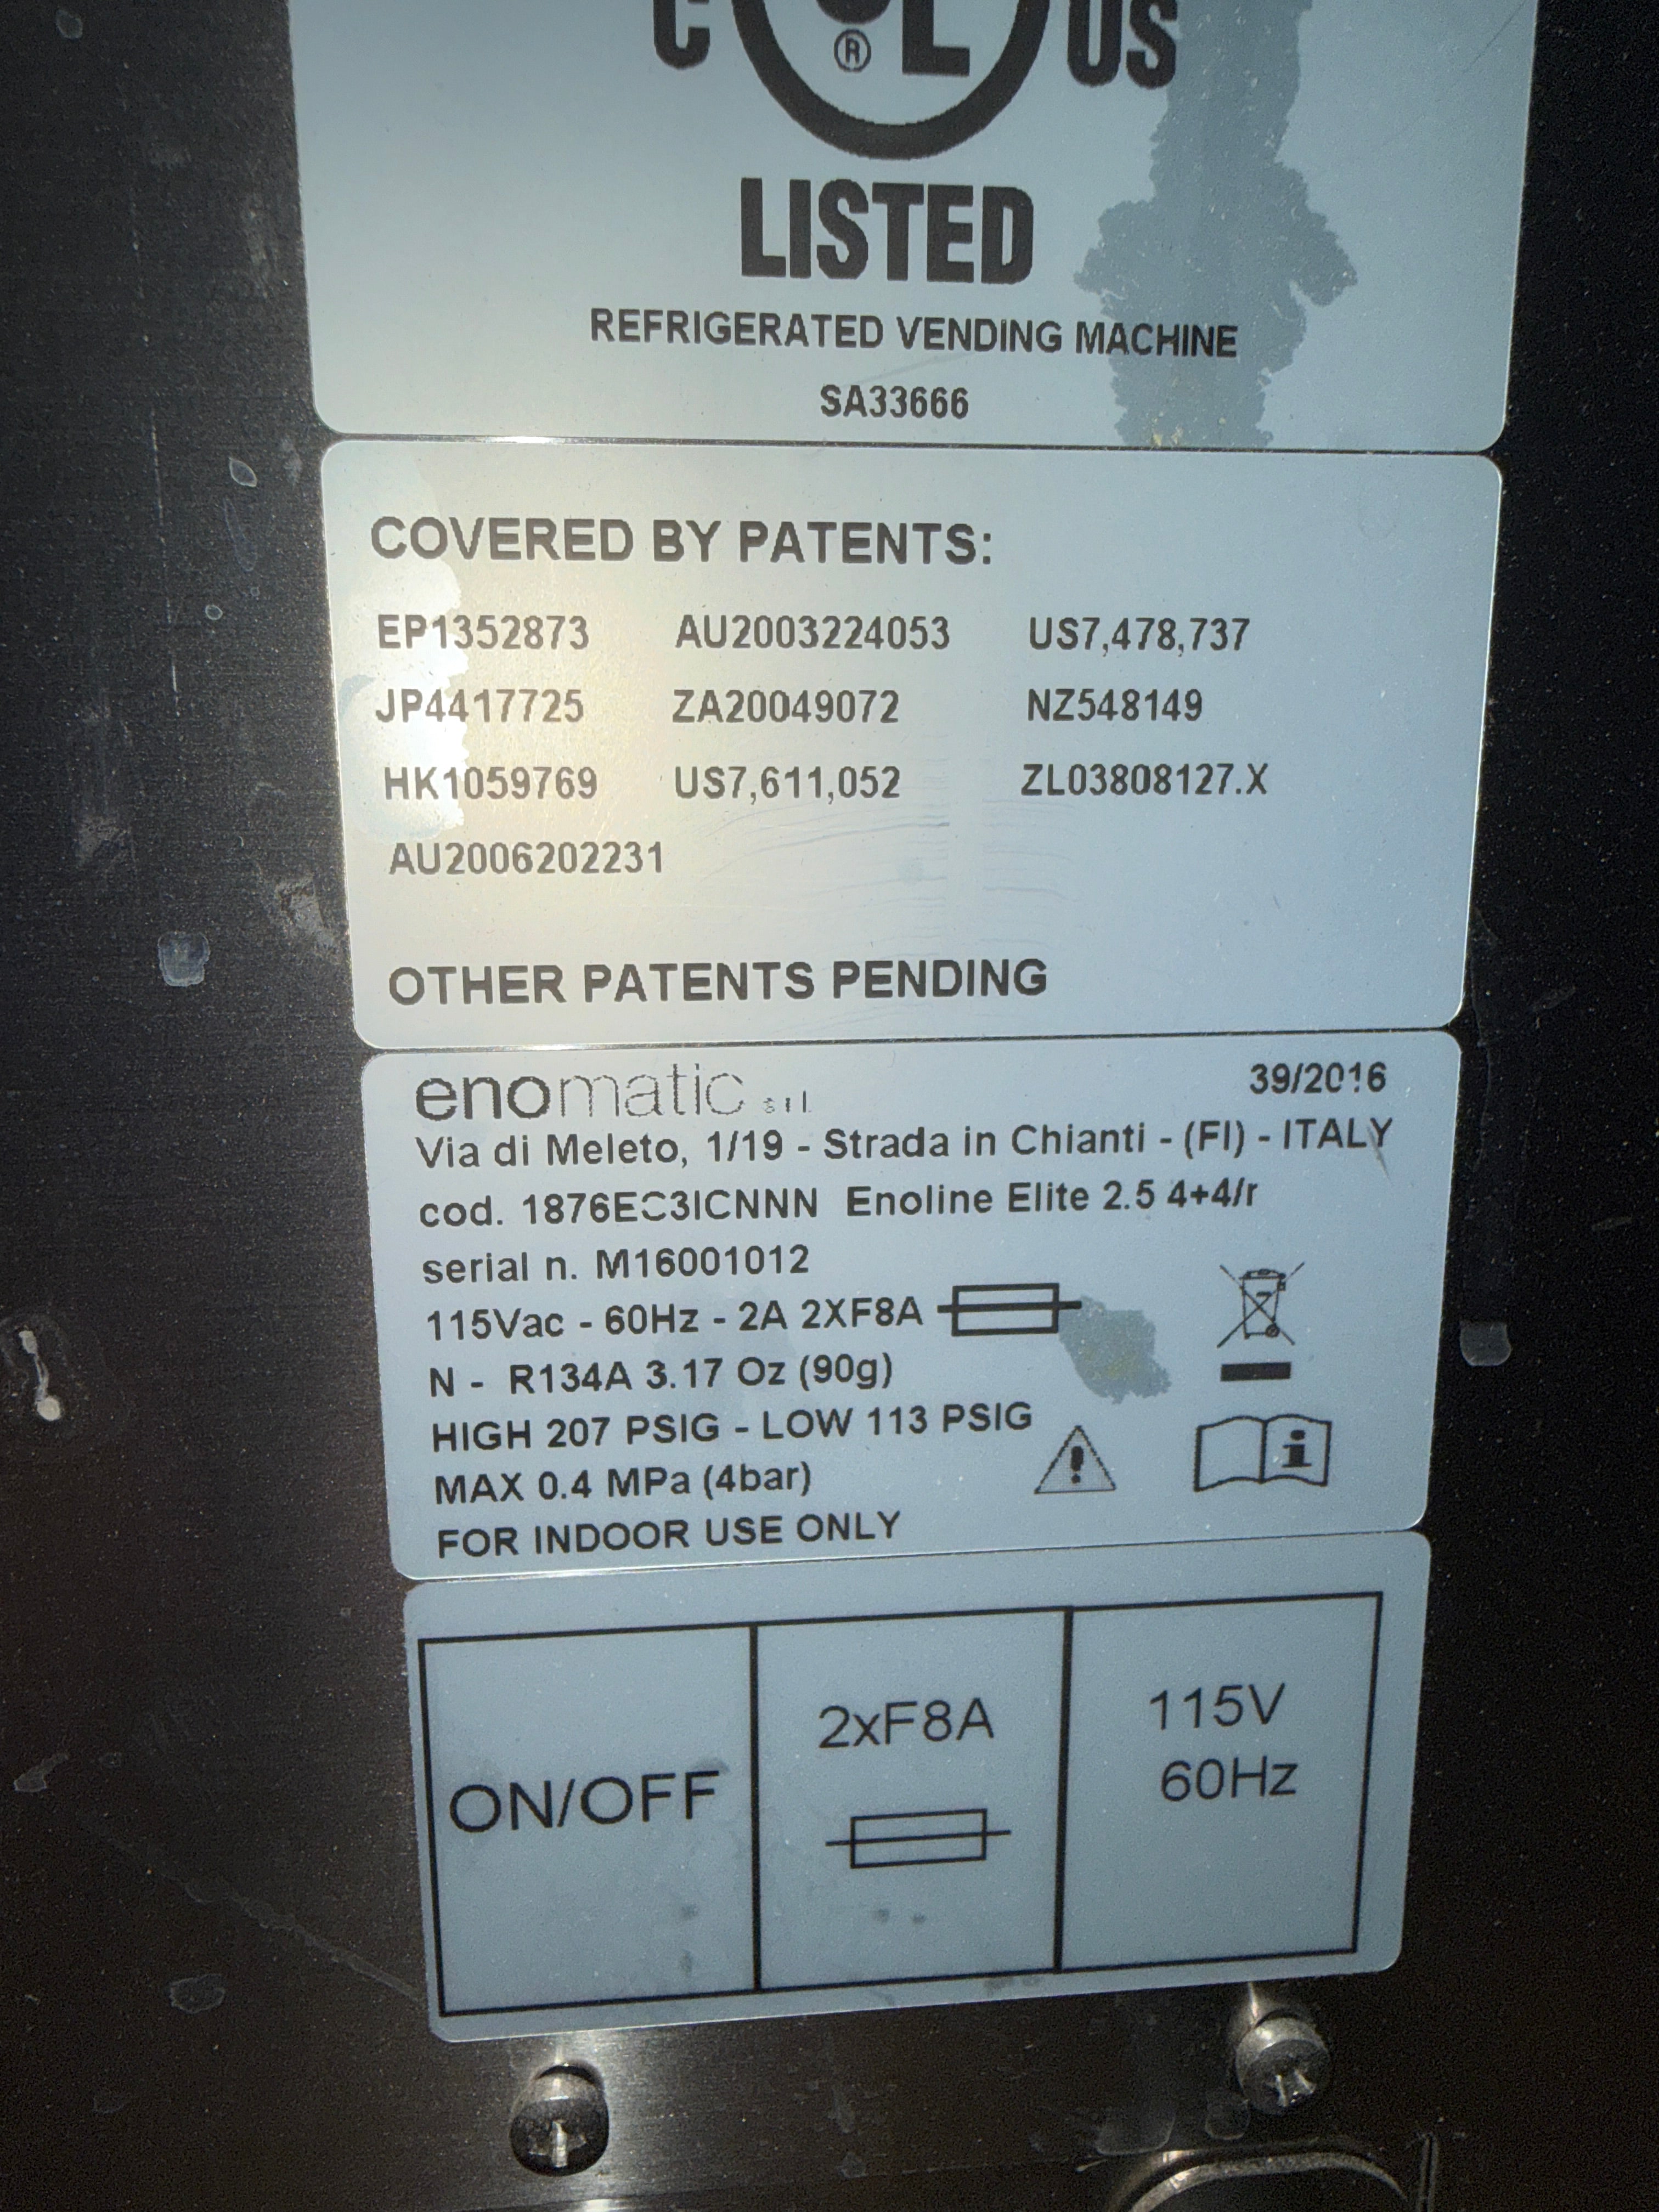 C UL US
®
LISTED
REFRIGERATED VENDING MACHINE
SA33666
COVERED BY PATENTS:
EP1352873 AU2003224053 US7,478,737
JP4417725 ZA20049072 NZ548149
HK1059769 US7,611,052 ZL03808127.X
AU2006202231
OTHER PATENTS PENDING
enomatic srl 39/2016
Via di Meleto, 1/19 - Strada in Chianti - (FI) - ITALY
cod. 1876EC3ICNNN Enoline Elite 2.5 4+4/r
serial n. M16001012
115Vac - 60Hz - 2A 2XF8A
N - R134A 3.17 Oz (90g)
HIGH 207 PSIG - LOW 113 PSIG
MAX 0.4 MPa (4bar)
FOR INDOOR USE ONLY
ON/OFF
2xF8A
115V
60Hz